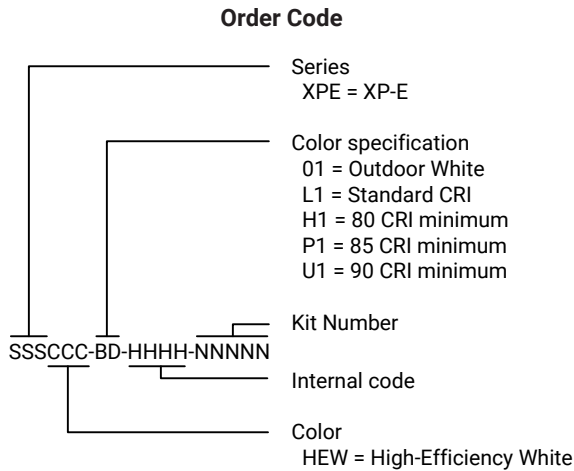 Order Code
Series
XPE = XP-E
Color specification
01 = Outdoor White
L1 = Standard CRI
H1 = 80 CRI minimum
P1 = 85 CRI minimum
U1 = 90 CRI minimum
Kit Number
SSSCCC-BD-HHHH-NNNNN
Internal code
Color
HEW = High-Efficiency White